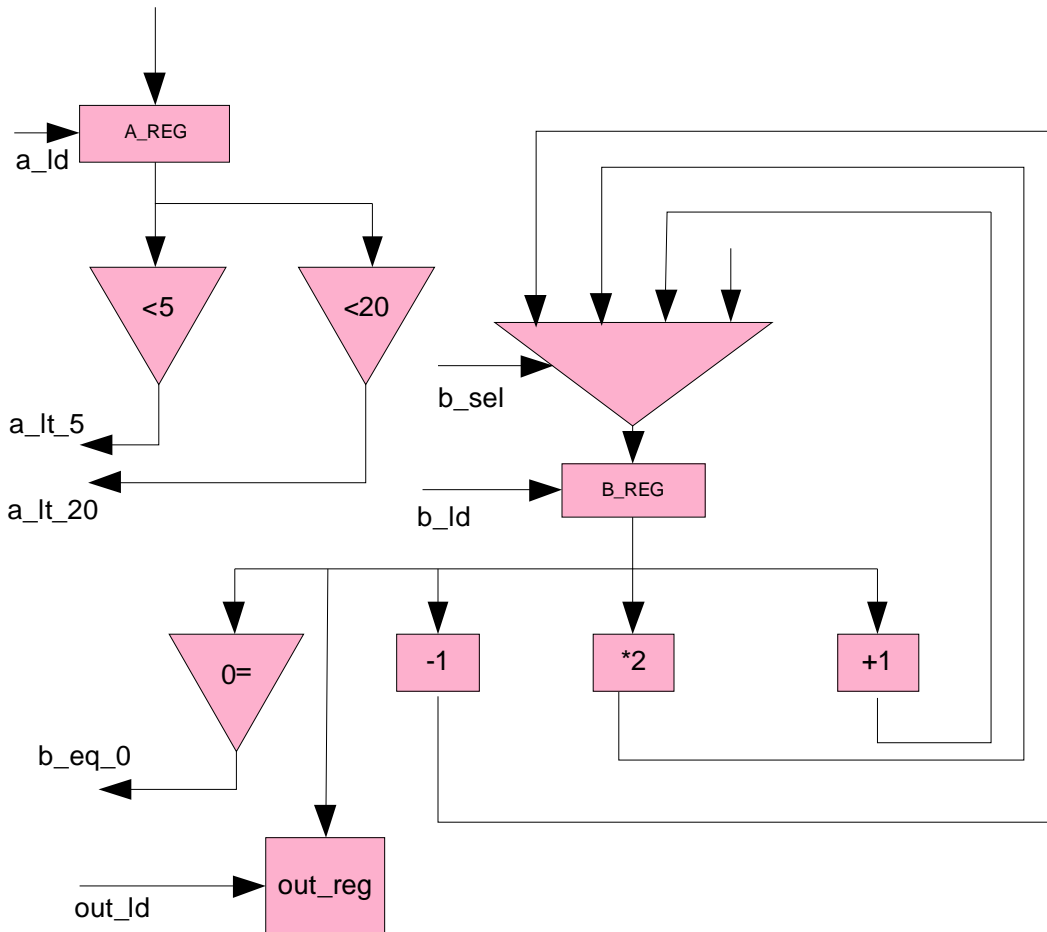 A_REG
a_ld
<5
<20
b_sel
a_lt_5
a_lt_20
B_REG
b_ld
0=
-1
*2
+1
b_eq_0
out_reg
out_ld